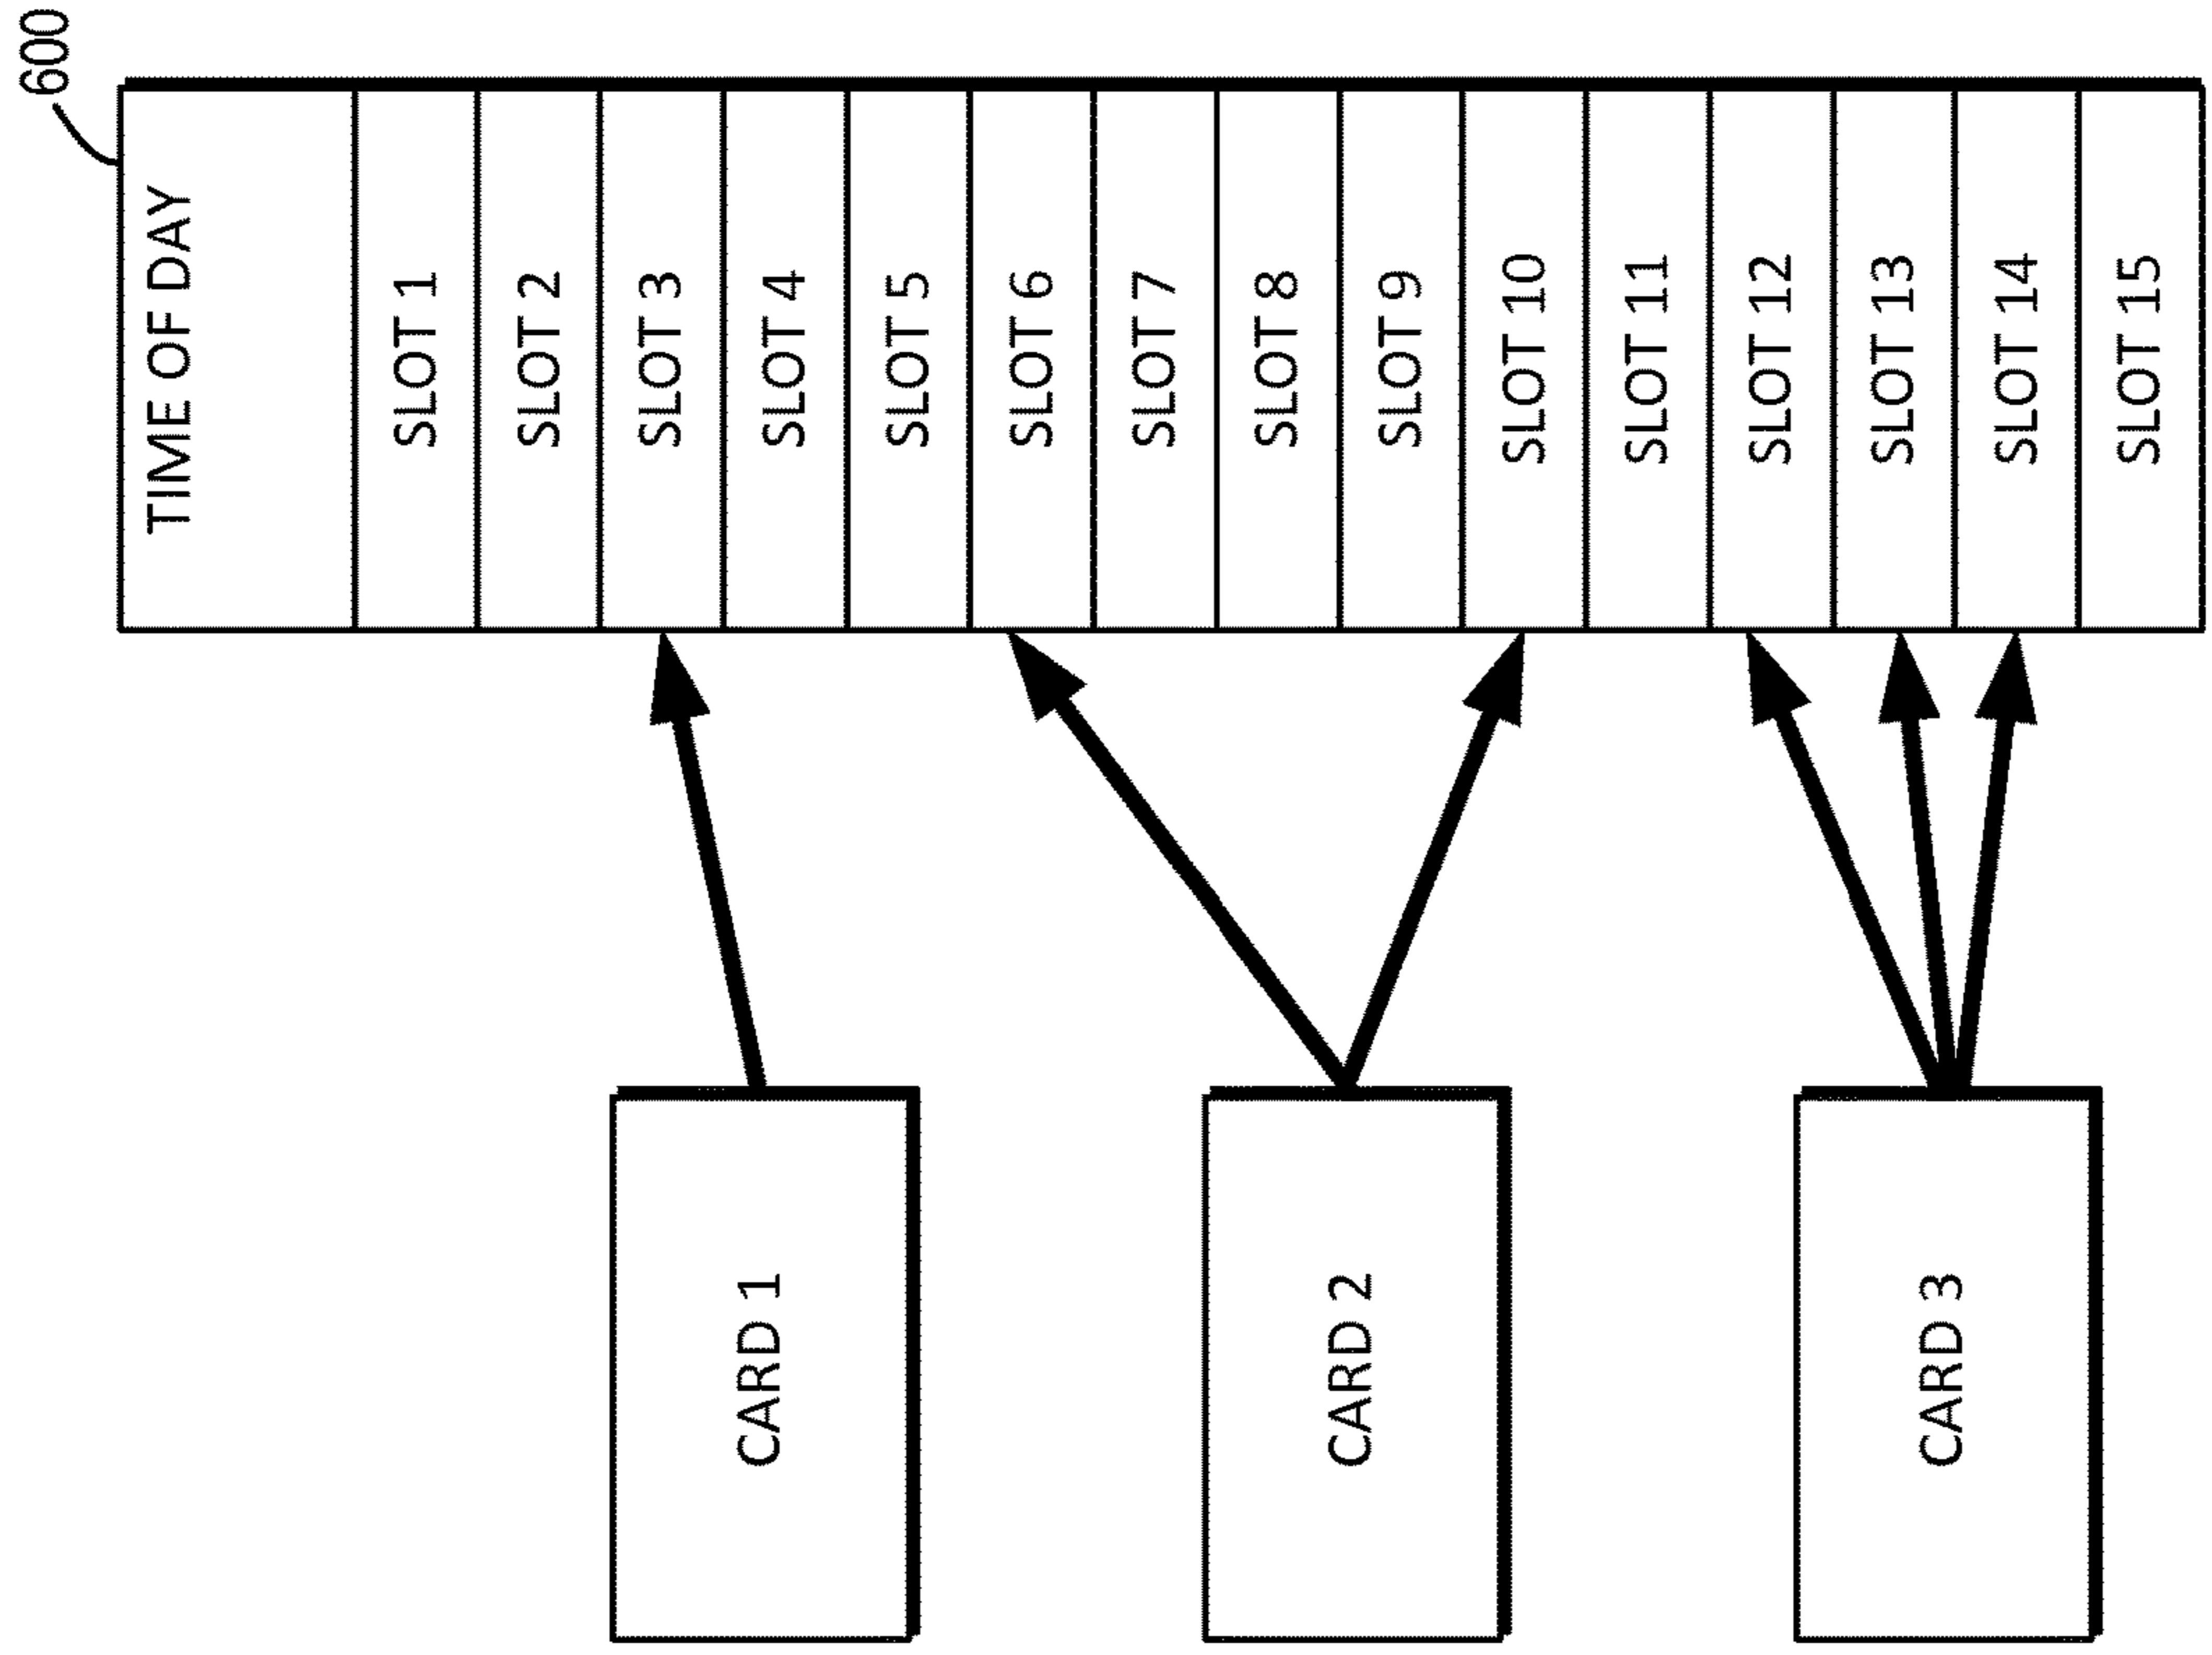 600
TIME OF DAY
SLOT 1
SLOT 2
SLOT 3
SLOT 4
SLOT 5
SLOT 6
SLOT 7
SLOT 8
SLOT 9
SLOT 10
SLOT 11
SLOT 12
SLOT 13
SLOT 14
SLOT 15
CARD 1
CARD 2
CARD 3